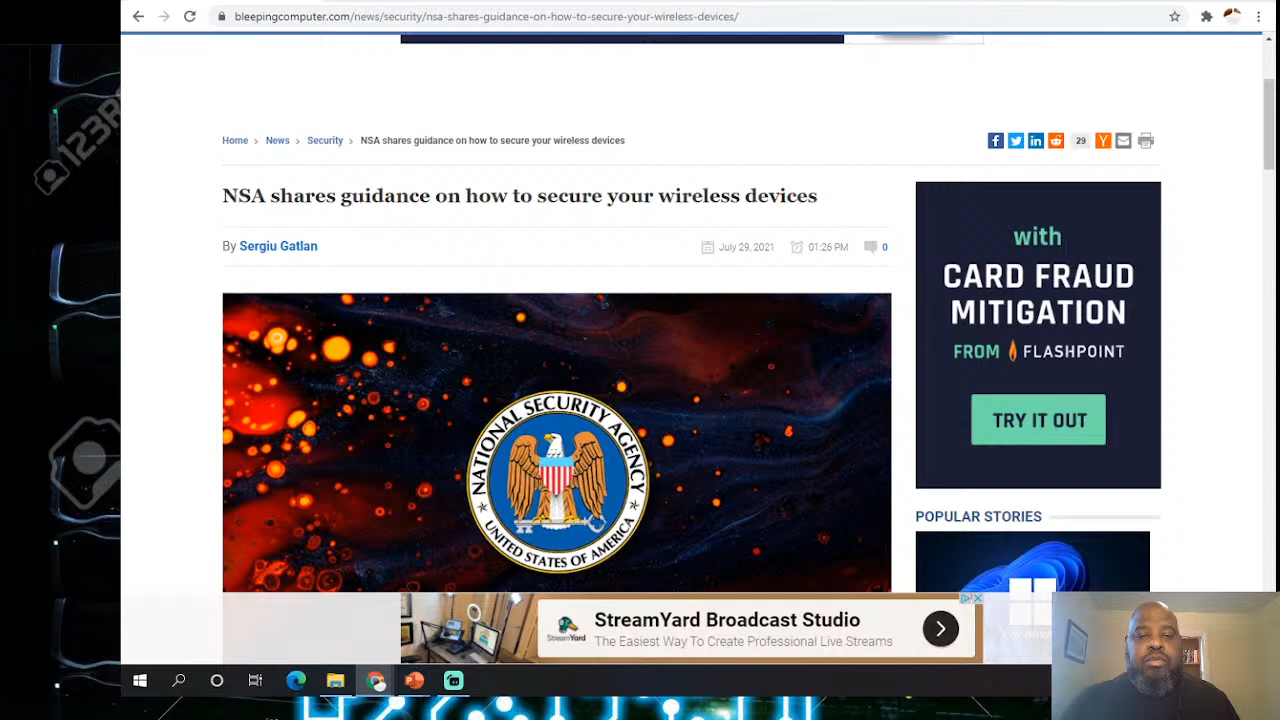 bleepingcomputer.com/news/security/nsa-shares-guidance-on-how-to-secure-your-wireless-devices/
Home > News > Security > NSA shares guidance on how to secure your wireless devices
29
NSA shares guidance on how to secure your wireless devices
By Sergiu Gatlan
July 29, 2021 01:26 PM 0
with
CARD FRAUD
MITIGATION
FROM FLASHPOINT
TRY IT OUT
NATIONAL SECURITY AGENCY
UNITED STATES OF AMERICA
POPULAR STORIES
StreamYard
StreamYard Broadcast Studio
The Easiest Way To Create Professional Live Streams
123R